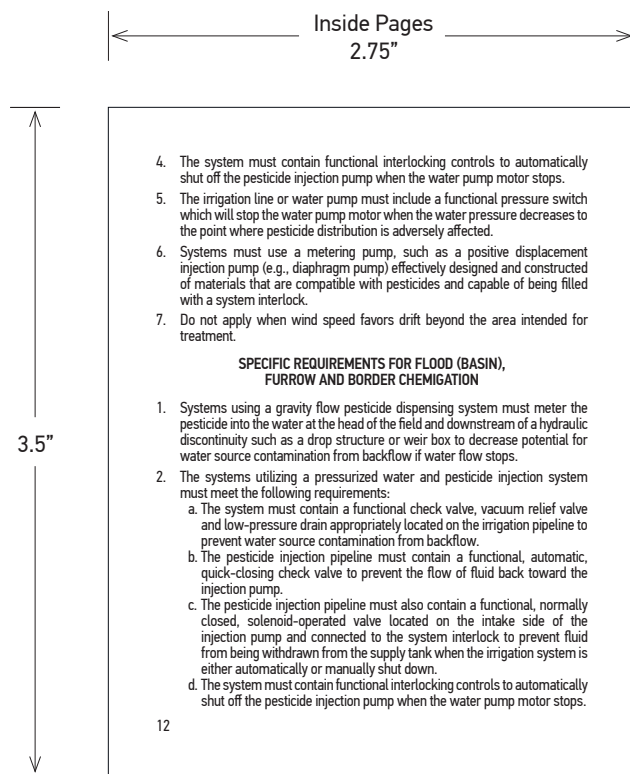 Inside Pages
2.75"
3.5"
4. The system must contain functional interlocking controls to automatically
shut off the pesticide injection pump when the water pump motor stops.
5. The irrigation line or water pump must include a functional pressure switch
which will stop the water pump motor when the water pressure decreases to
the point where pesticide distribution is adversely affected.
6. Systems must use a metering pump, such as a positive displacement
injection pump (e.g., diaphragm pump) effectively designed and constructed
of materials that are compatible with pesticides and capable of being filled
with a system interlock.
7. Do not apply when wind speed favors drift beyond the area intended for
treatment.
SPECIFIC REQUIREMENTS FOR FLOOD (BASIN),
FURROW AND BORDER CHEMIGATION
1. Systems using a gravity flow pesticide dispensing system must meter the
pesticide into the water at the head of the field and downstream of a hydraulic
discontinuity such as a drop structure or weir box to decrease potential for
water source contamination from backflow if water flow stops.
2. The systems utilizing a pressurized water and pesticide injection system
must meet the following requirements:
a. The system must contain a functional check valve, vacuum relief valve
and low-pressure drain appropriately located on the irrigation pipeline to
prevent water source contamination from backflow.
b. The pesticide injection pipeline must contain a functional, automatic,
quick-closing check valve to prevent the flow of fluid back toward the
injection pump.
c. The pesticide injection pipeline must also contain a functional, normally
closed, solenoid-operated valve located on the intake side of the
injection pump and connected to the system interlock to prevent fluid
from being withdrawn from the supply tank when the irrigation system is
either automatically or manually shut down.
d. The system must contain functional interlocking controls to automatically
shut off the pesticide injection pump when the water pump motor stops.
12